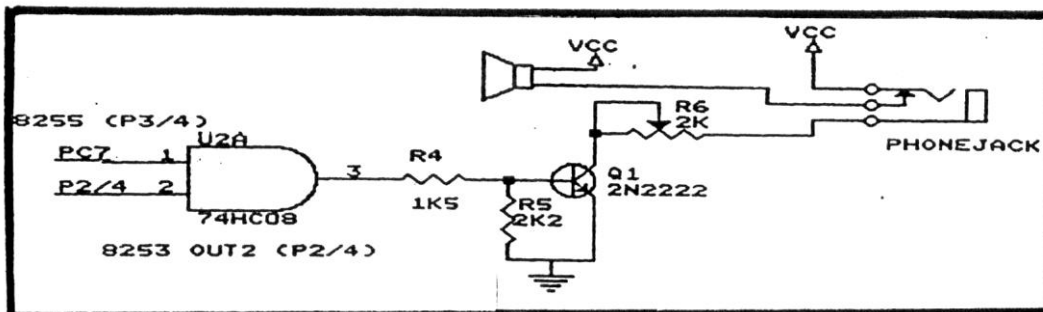 VCC
VCC
8255 (P3/4)
U2A
PC7 1
P2/4 2
3
74HC08
8253 OUT2 (P2/4)
R4
1K5
R5
2K2
Q1
2N2222
R6
2K
PHONEJACK